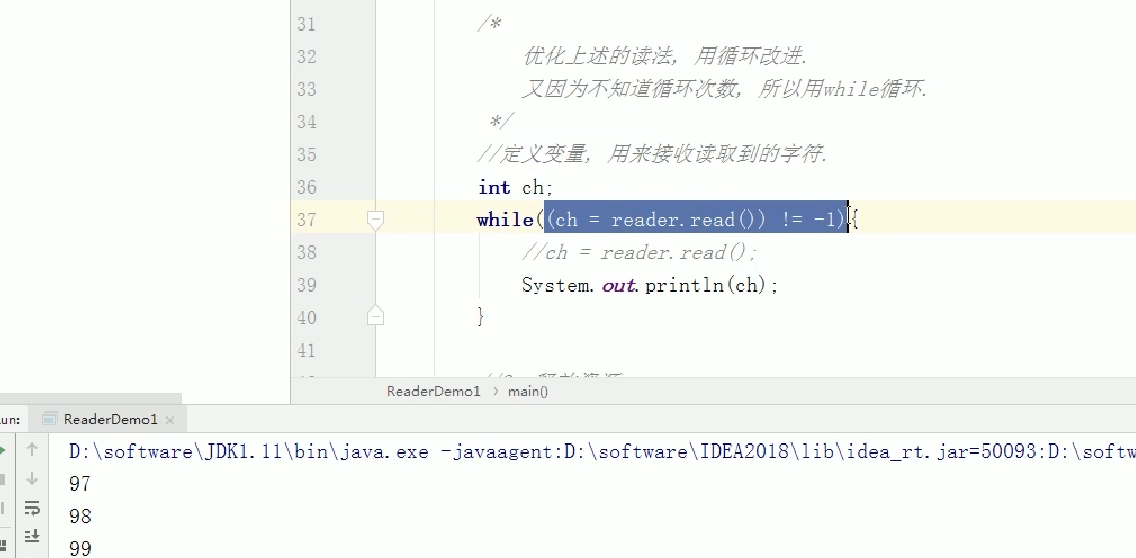 31 /*
32 优化上述的读法, 用循环改进.
33 又因为不知道循环次数, 所以用while循环.
34 */
35 //定义变量, 用来接收读取到的字符.
36 int ch;
37 while((ch = reader.read()) != -1){
38 //ch = reader.read();
39 System.out.println(ch);
40 }
41
ReaderDemo1 > main()
un: ReaderDemo1 ×
D:\software\JDK1.11\bin\java.exe -javaagent:D:\software\IDEA2018\lib\idea_rt.jar=50093:D:\softw
97
98
99